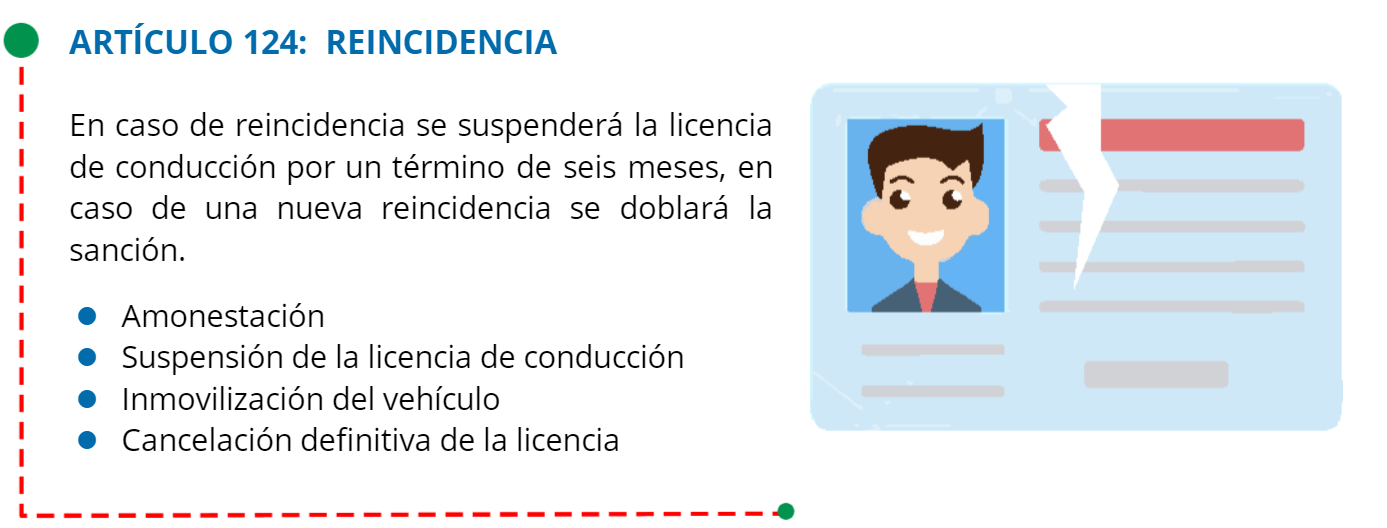 ARTÍCULO 124: REINCIDENCIA
En caso de reincidencia se suspenderá la licencia
de conducción por un término de seis meses, en
caso de una nueva reincidencia se doblará la
sanción.
Amonestación
Suspensión de la licencia de conducción
Inmovilización del vehículo
Cancelación definitiva de la licencia